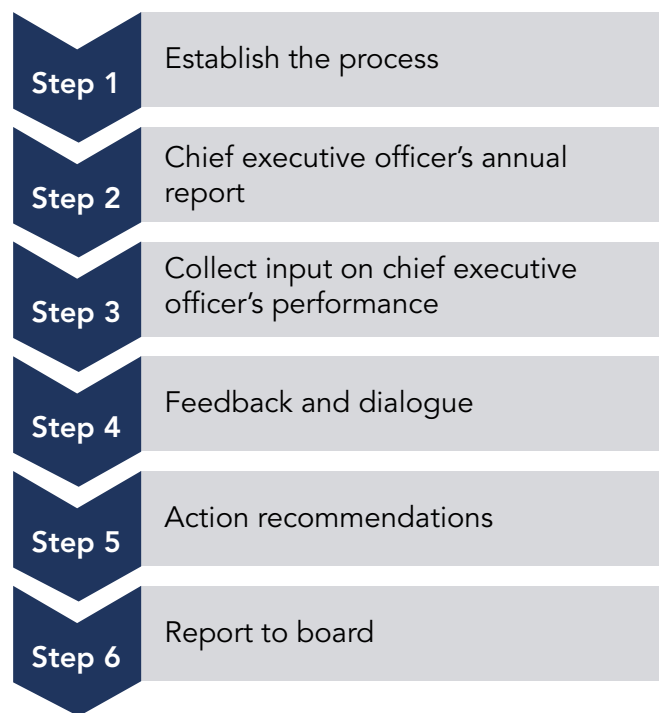 Step 1
Establish the process
Step 2
Chief executive officer’s annual
report
Step 3
Collect input on chief executive
officer’s performance
Step 4
Feedback and dialogue
Step 5
Action recommendations
Step 6
Report to board